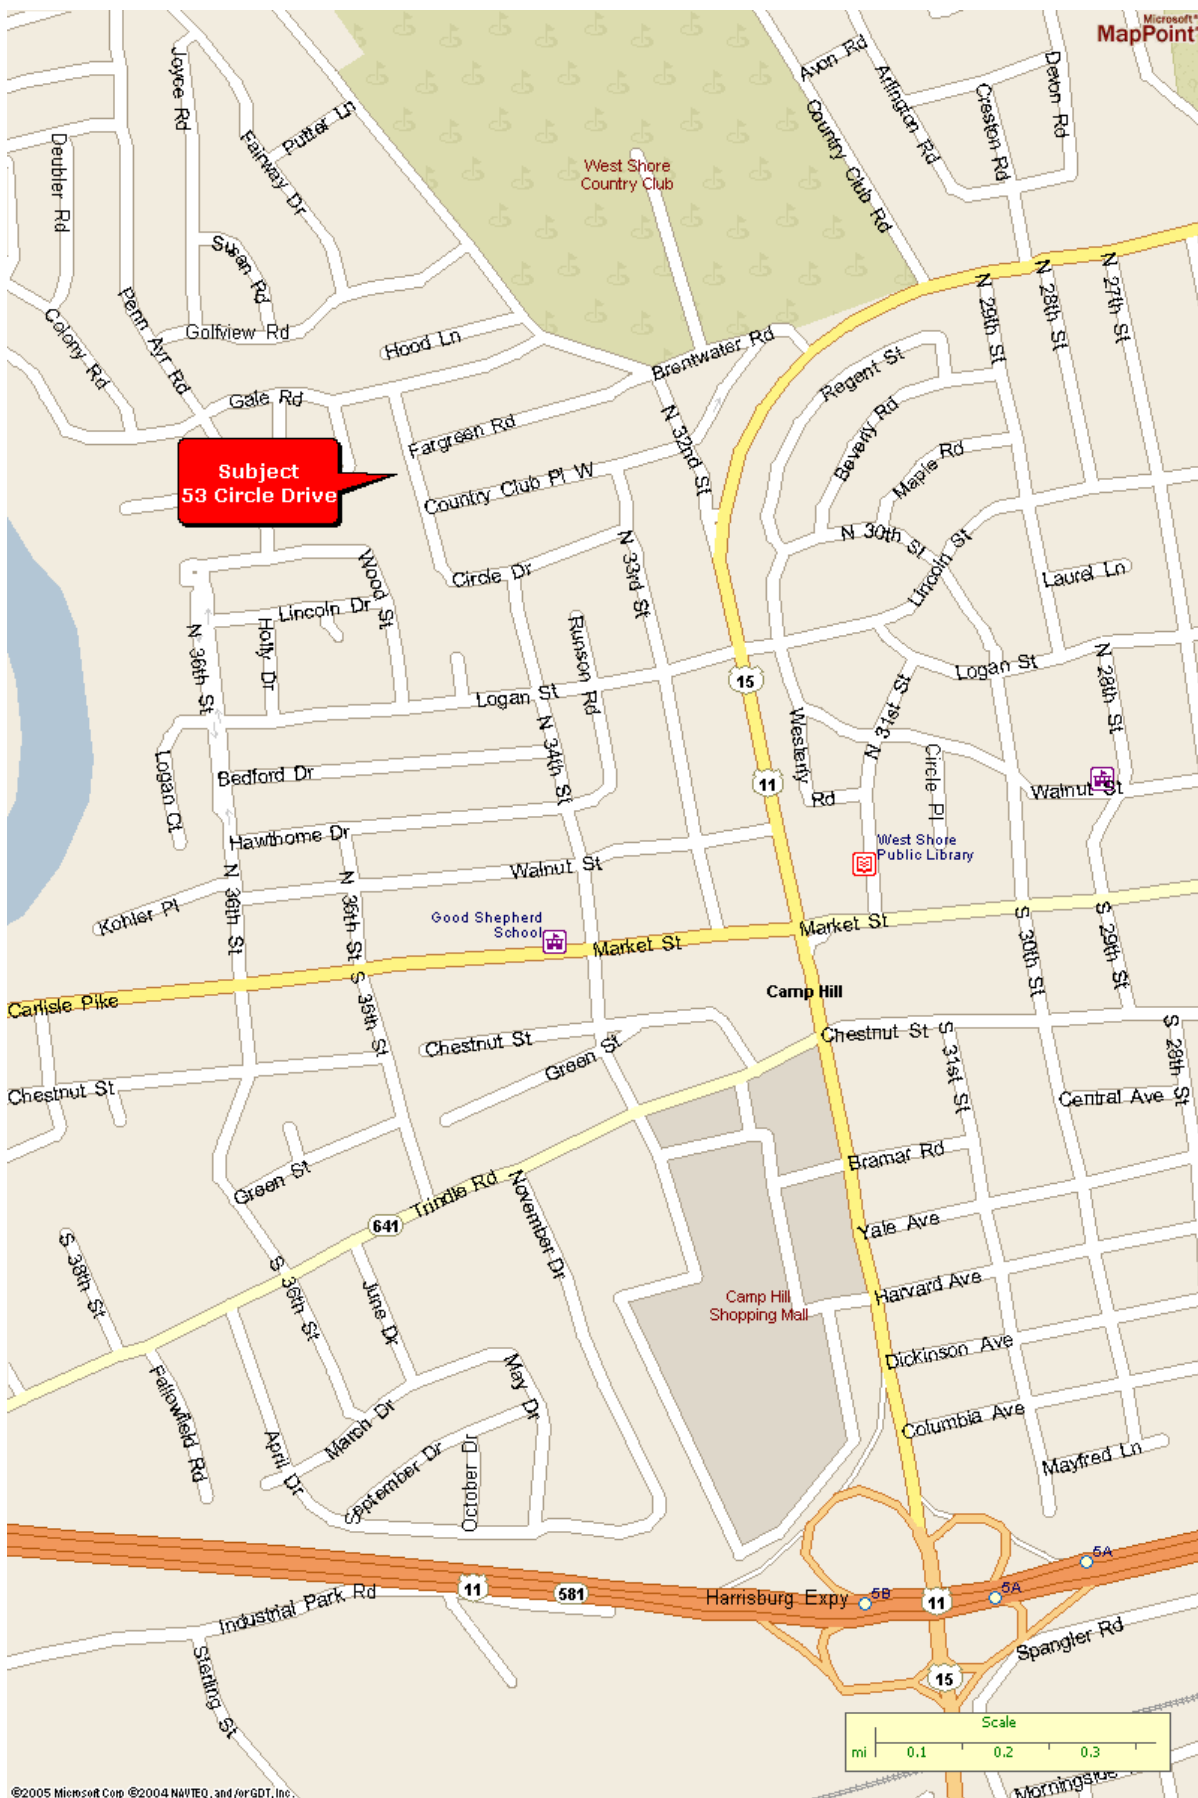 Microsoft®
MapPoint®
Joyce Rd
Putter Ln
Fairway Dr
Deubler Rd
Susan Rd
Penn Ayr Rd
Colony Rd
Golfview Rd
Hood Ln
Gale Rd
West Shore
Country Club
Avon Rd
Arlington Rd
Country Club Rd
Creston Rd
Devon Rd
N 29th St
N 28th St
N 27th St
Brentwater Rd
Regent St
Beverly Rd
Maple Rd
Fargreen Rd
N 32nd St
Subject
53 Circle Drive
Country Club Pl W
N 30th St
Lincoln St
Laurel Ln
Circle Dr
N 33rd St
Wood St
Lincoln Dr
Holly Dr
N 36th St
Runson Rd
Logan St
15
N 31st St
Logan St
N 28th St
Westerly
Rd
Circle Pl
Logan Ct
Bedford Dr
N 34th St
11
Walnut St
Hawthorne Dr
Walnut St
West Shore
Public Library
Kohler Pl
N 36th St
N 35th St
Good Shepherd
School
Market St
Market St
S 30th St
S 29th St
Carlisle Pike
S 35th St
Camp Hill
Chestnut St
Chestnut St
Green St
Chestnut St
S 31st St
S 28th St
Central Ave
Green St
Trindle Rd
641
November Dr
Bramar Rd
Yale Ave
S 38th St
S 36th St
June Dr
Harvard Ave
Camp Hill
Shopping Mall
Dickinson Ave
Fallowfield Rd
May Dr
Columbia Ave
April Dr
March Dr
September Dr
October Dr
Mayfred Ln
5A
5B
5A
11
581
Harrisburg Expy
11
Industrial Park Rd
Spangler Rd
Sterling St
15
Scale
mi 0.1 0.2 0.3
Morningside
©2005 Microsoft Corp ©2004 NAVTEQ, and/or GDT, Inc.